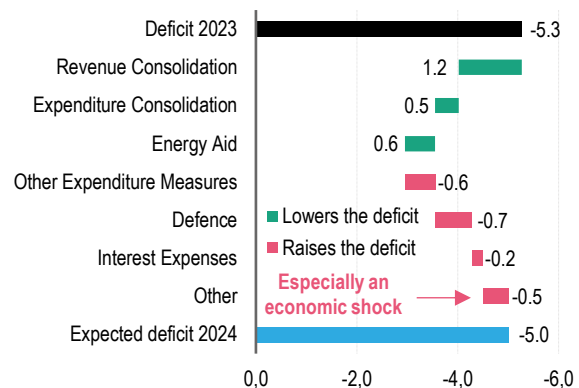 Deficit 2023
-5.3
Revenue Consolidation
1.2
Expenditure Consolidation
0.5
Energy Aid
0.6
Other Expenditure Measures
-0.6
Defence
Lowers the deficit
-0.7
Raises the deficit
Interest Expenses
-0.2
Especially an
economic shock
Other
-0.5
Expected deficit 2024
-5.0
0,0
-2,0
-4,0
-6,0